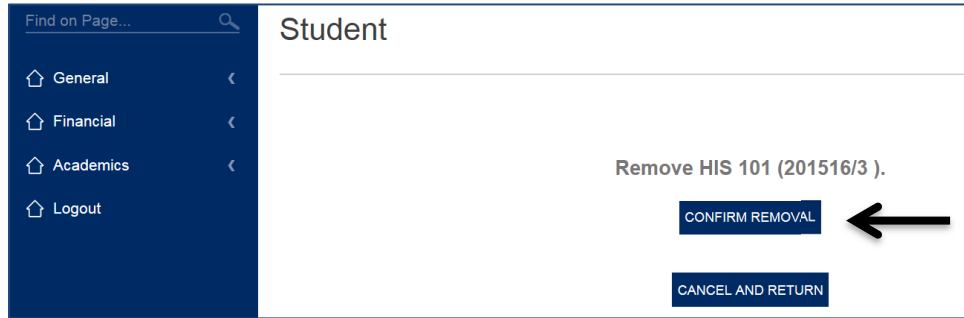 Find on Page...
General
Financial
Academics
Logout
Student
Remove HIS 101 (201516/3 ).
CONFIRM REMOVAL
CANCEL AND RETURN